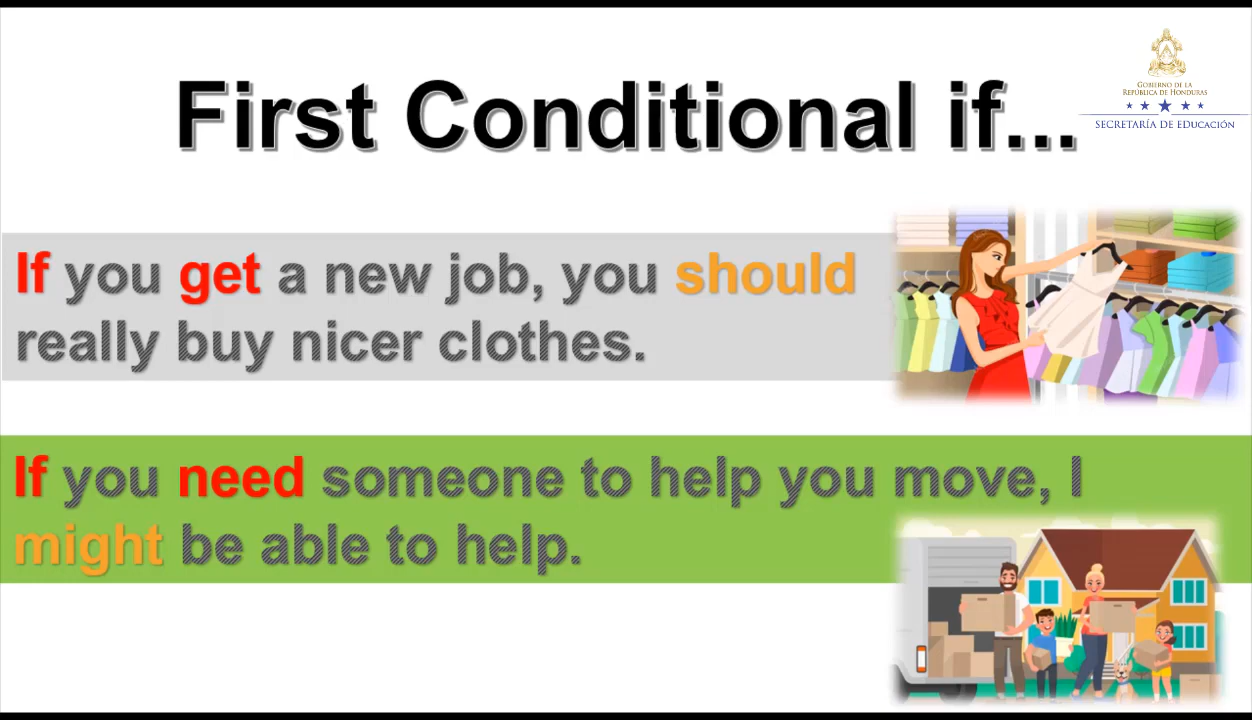 First Conditional if...
GOBIERNO DE LA
REPÚBLICA DE HONDURAS
SECRETARÍA DE EDUCACIÓN
If you get a new job, you should
really buy nicer clothes.
If you need someone to help you move, I
might be able to help.